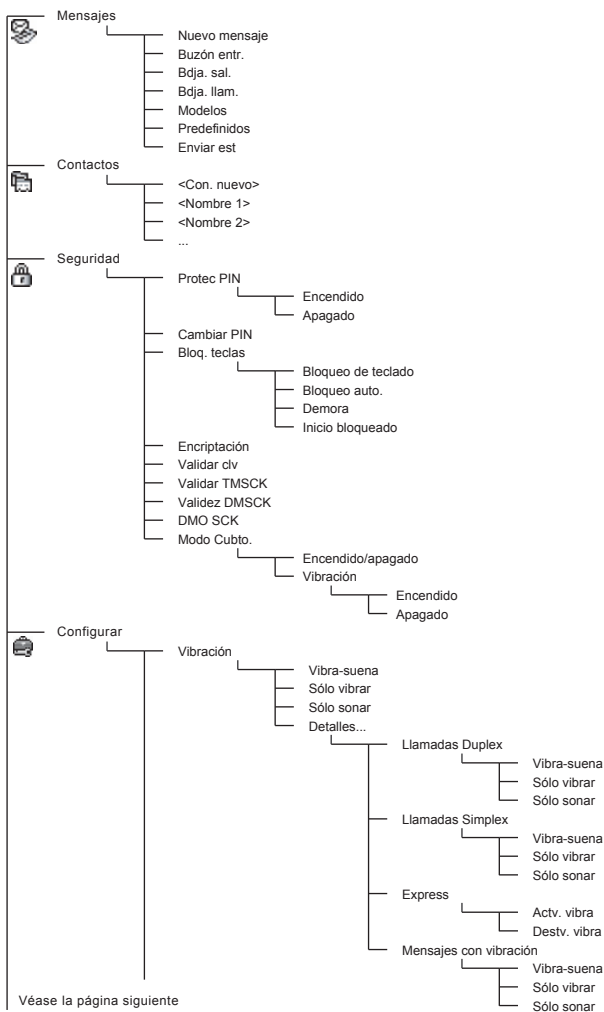 Mensajes
Nuevo mensaje
Buzón entr.
Bdja. sal.
Bdja. llam.
Modelos
Predefinidos
Enviar est
Contactos
<Con. nuevo>
<Nombre 1>
<Nombre 2>
...
Seguridad
Protec PIN
Encendido
Apagado
Cambiar PIN
Bloq. teclas
Bloqueo de teclado
Bloqueo auto.
Demora
Inicio bloqueado
Encriptación
Validar clv
Validar TMSCK
Validez DMSCK
DMO SCK
Modo Cubto.
Encendido/apagado
Vibración
Encendido
Apagado
Configurar
Vibración
Vibra-suena
Sólo vibrar
Sólo sonar
Detalles...
Llamadas Duplex
Vibra-suena
Sólo vibrar
Sólo sonar
Llamadas Simplex
Vibra-suena
Sólo vibrar
Sólo sonar
Express
Actv. vibra
Destv. vibra
Mensajes con vibración
Vibra-suena
Sólo vibrar
Sólo sonar
Véase la página siguiente